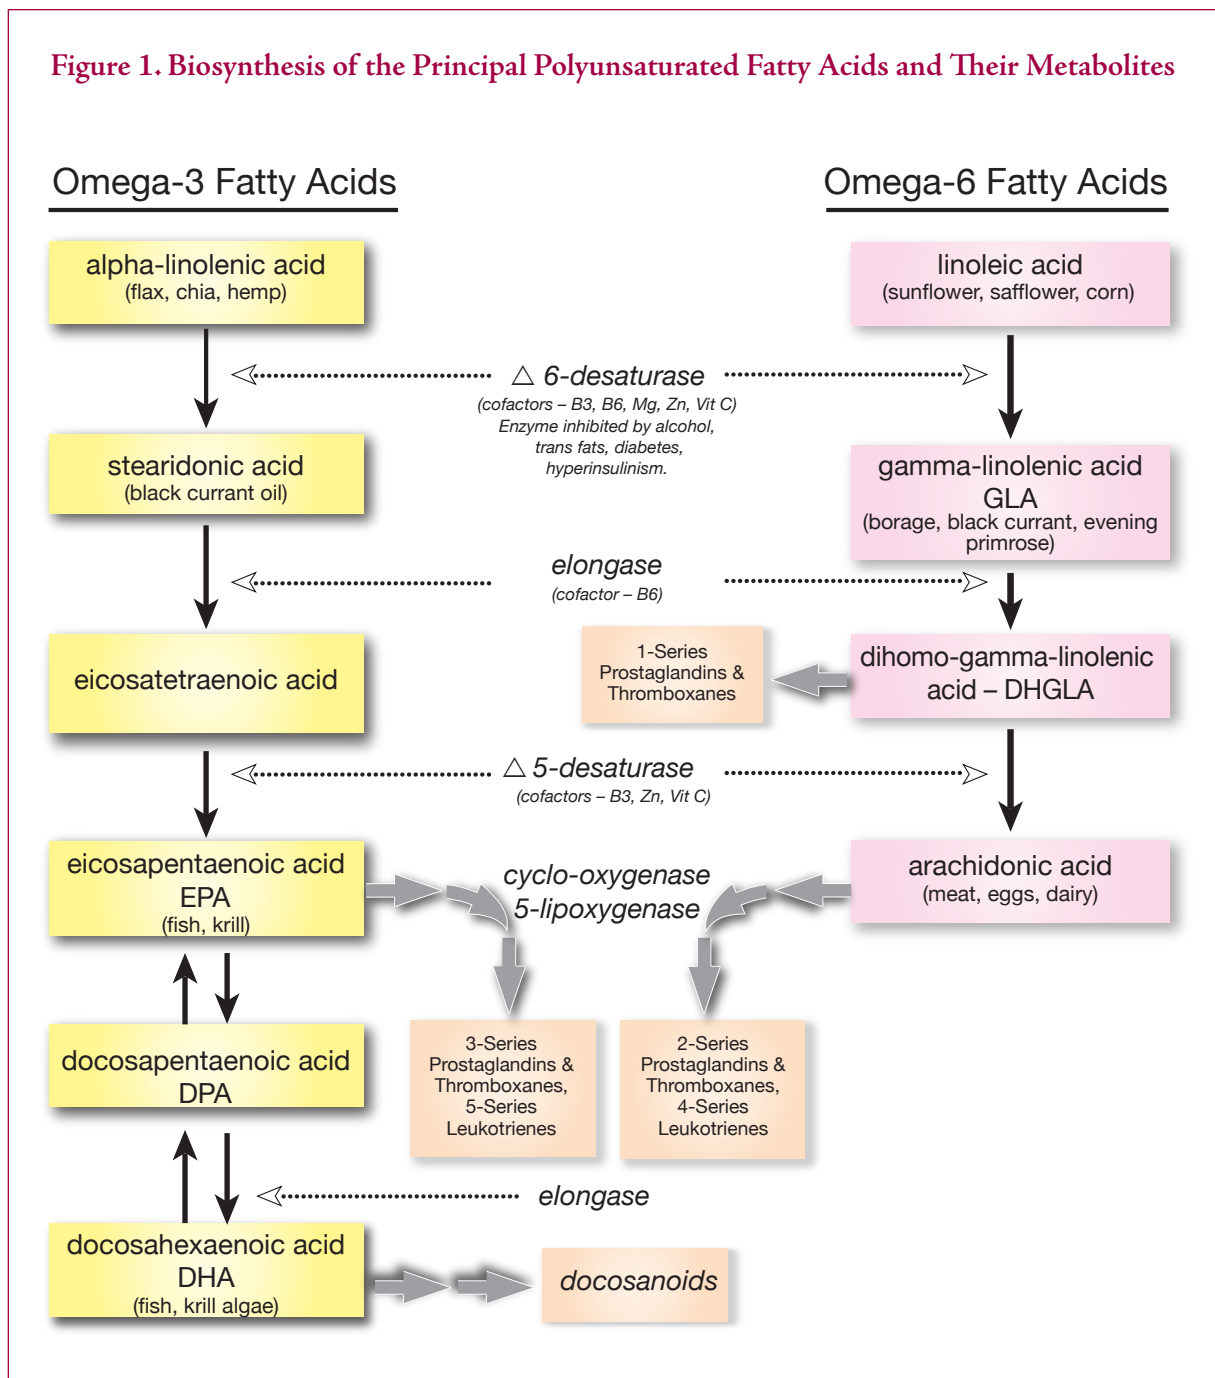 Figure 1. Biosynthesis of the Principal Polyunsaturated Fatty Acids and Their Metabolites
Omega-3 Fatty Acids
Omega-6 Fatty Acids
alpha-linolenic acid
(flax, chia, hemp)
linoleic acid
(sunflower, safflower, corn)
△ 6-desaturase
(cofactors – B3, B6, Mg, Zn, Vit C)
Enzyme inhibited by alcohol,
trans fats, diabetes,
hyperinsulinism.
stearidonic acid
(black currant oil)
gamma-linolenic acid
GLA
(borage, black currant, evening
primrose)
elongase
(cofactor – B6)
eicosatetraenoic acid
1-Series
Prostaglandins &
Thromboxanes
dihomo-gamma-linolenic
acid – DHGLA
△ 5-desaturase
(cofactors – B3, Zn, Vit C)
eicosapentaenoic acid
EPA
(fish, krill)
cyclo-oxygenase
5-lipoxygenase
arachidonic acid
(meat, eggs, dairy)
docosapentaenoic acid
DPA
3-Series
Prostaglandins &
Thromboxanes,
5-Series
Leukotrienes
2-Series
Prostaglandins &
Thromboxanes,
4-Series
Leukotrienes
elongase
docosahexaenoic acid
DHA
(fish, krill algae)
docosanoids